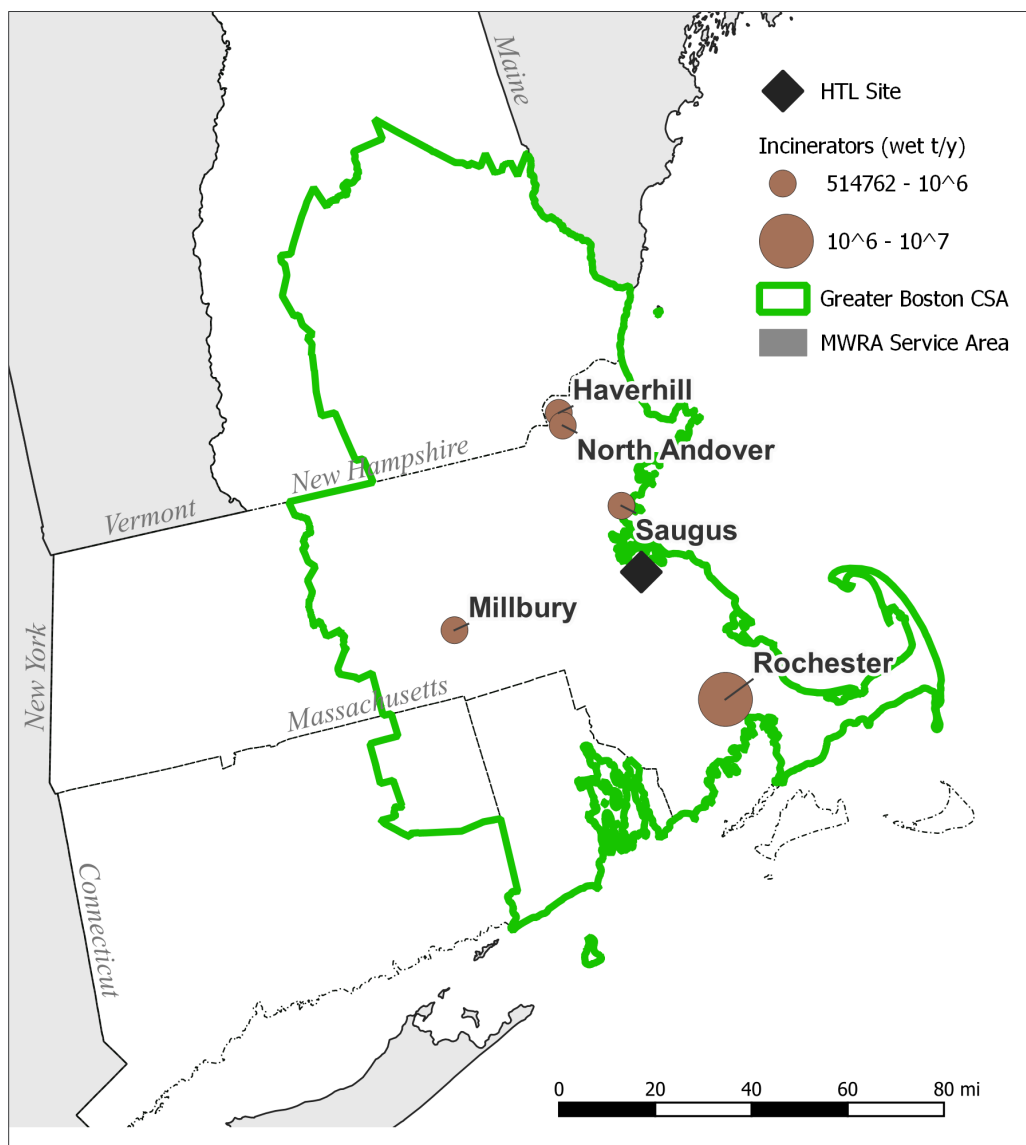 Maine
HTL Site
Incinerators (wet t/y)
514762 - 10^6
10^6 - 10^7
Greater Boston CSA
MWRA Service Area
Haverhill
North Andover
New Hampshire
Vermont
Saugus
Millbury
New York
Rochester
Massachusetts
Connecticut
0 20 40 60 80 mi